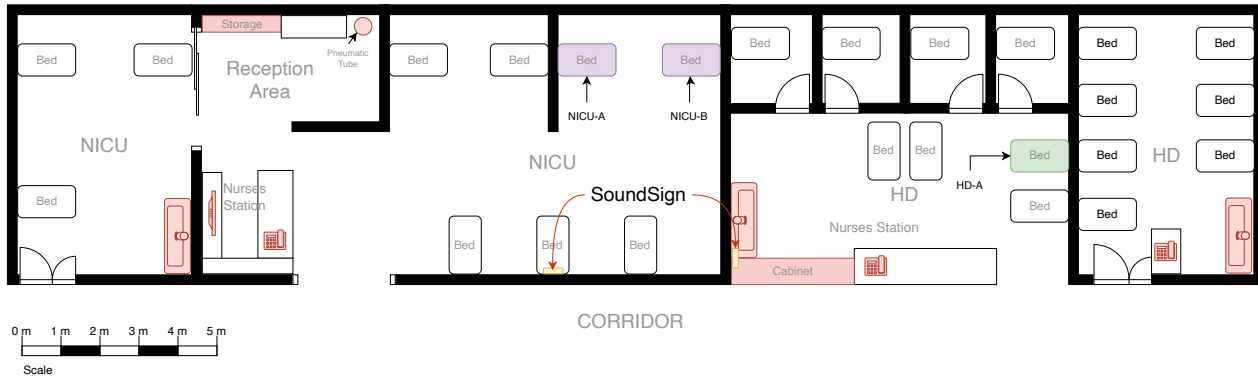 Storage
Pneumatic
Tube
Reception
Area
Bed
Bed
Bed
Bed
Bed
Bed
Bed
Bed
Bed
Bed
Bed
Bed
NICU-A
NICU-B
Bed
Bed
Bed
Bed
NICU
NICU
Bed
Bed
Bed
HD
Bed
Bed
HD-A
Bed
Nurses
Station
SoundSign
HD
Bed
Bed
Bed
Bed
Bed
Nurses Station
Cabinet
CORRIDOR
0 m
1 m
2 m
3 m
4 m
5 m
Scale